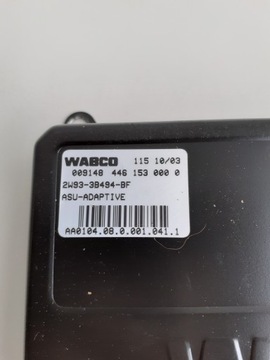 WABCO 115 10/03
009148 446 153 000 0
2W93-3B494-BF
ASU-ADAPTIVE
AA0104.08.0.001.041.1